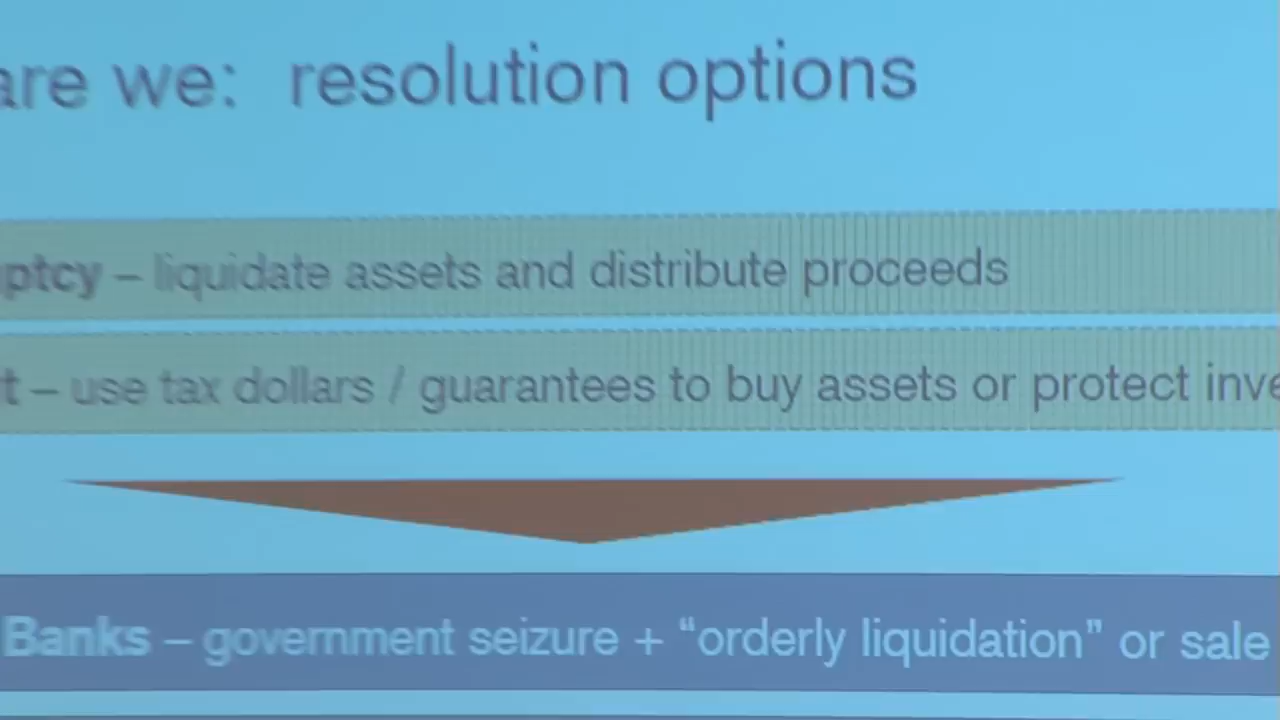 are we: resolution options
ptcy – liquidate assets and distribute proceeds
t – use tax dollars / guarantees to buy assets or protect inve
Banks – government seizure + “orderly liquidation” or sale